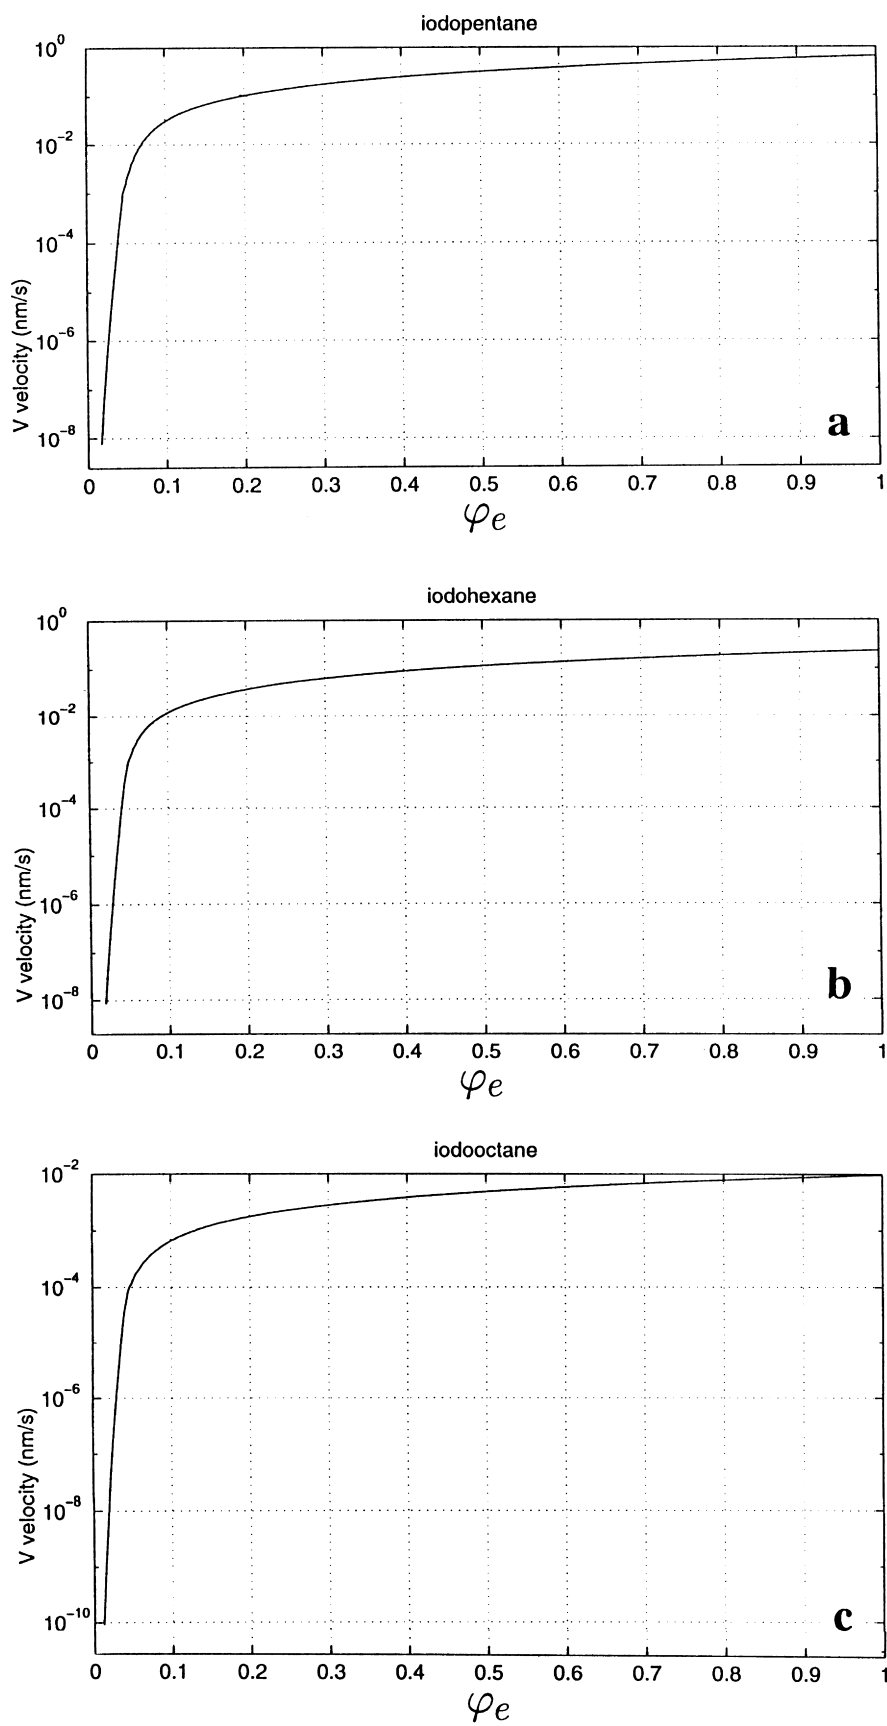 iodopentane
10^0
10^-2
10^-4
10^-6
10^-8
V velocity (nm/s)
a
0 0.1 0.2 0.3 0.4 0.5 0.6 0.7 0.8 0.9 1
φe
iodohexane
10^0
10^-2
10^-4
10^-6
10^-8
V velocity (nm/s)
b
0 0.1 0.2 0.3 0.4 0.5 0.6 0.7 0.8 0.9 1
φe
iodooctane
10^-2
10^-4
10^-6
10^-8
10^-10
V velocity (nm/s)
c
0 0.1 0.2 0.3 0.4 0.5 0.6 0.7 0.8 0.9 1
φe